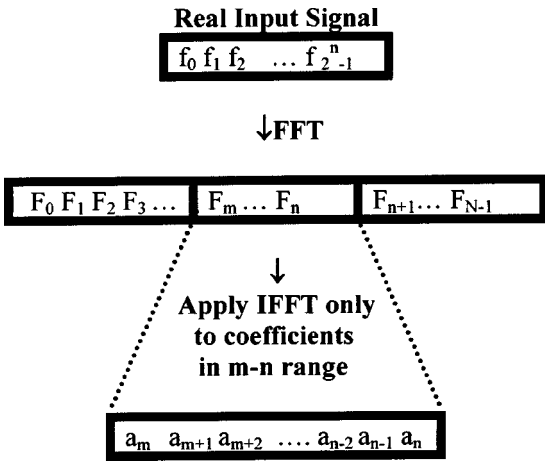 Real Input Signal
f₀ f₁ f₂ … f₂ⁿ₋₁
↓FFT
F₀ F₁ F₂ F₃ … Fₘ … Fₙ Fₙ₊₁… F_N-1
↓
Apply IFFT only
to coefficients
in m-n range
aₘ aₘ₊₁ aₘ₊₂ …. aₙ₋₂ aₙ₋₁ aₙ